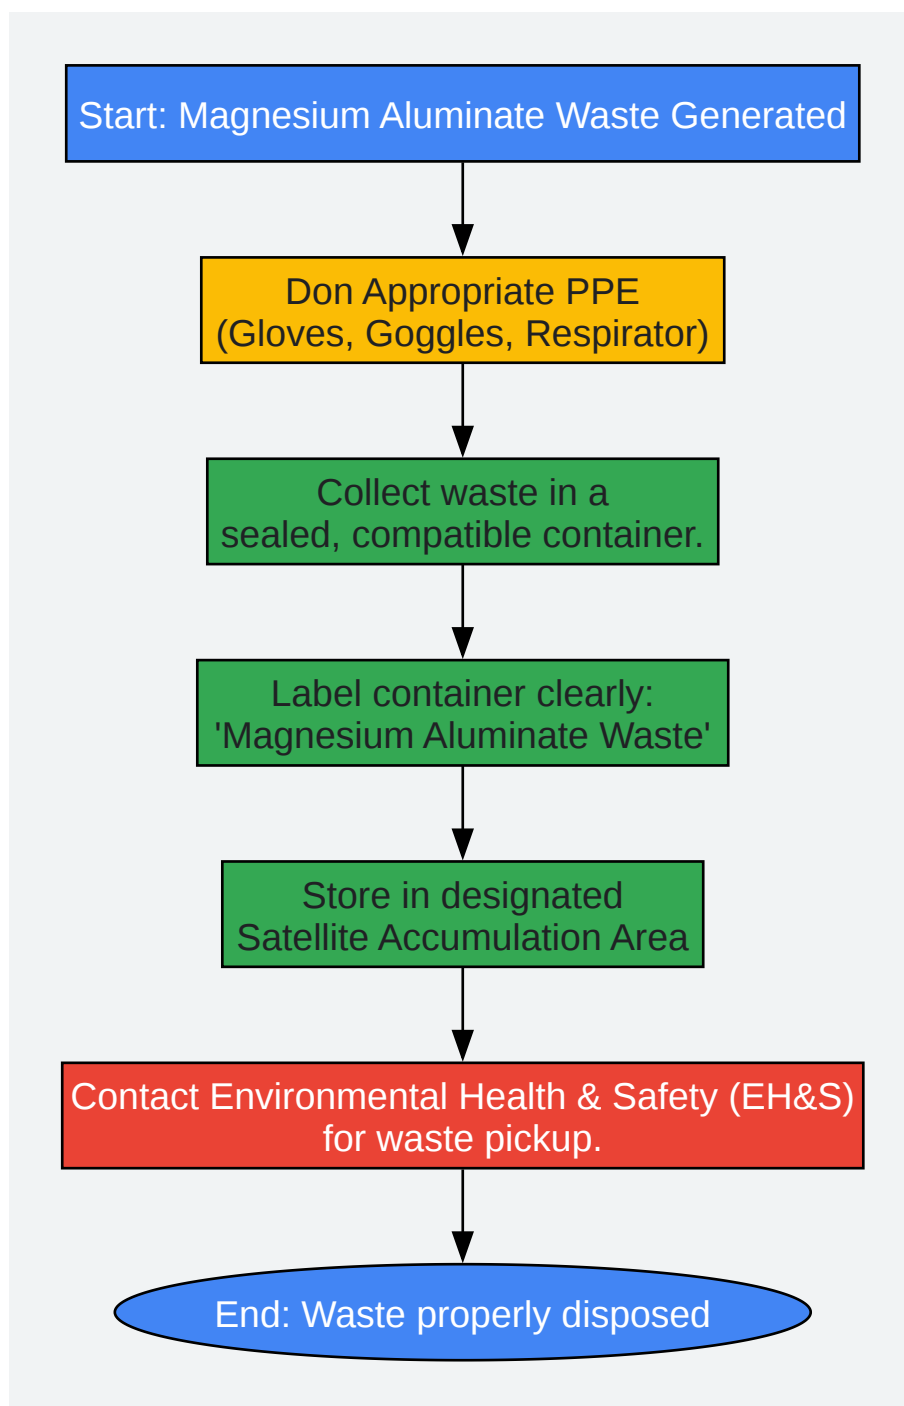 Start: Magnesium Aluminate Waste Generated
Don Appropriate PPE
(Gloves, Goggles, Respirator)
Collect waste in a
sealed, compatible container.
Label container clearly:
'Magnesium Aluminate Waste'
Store in designated
Satellite Accumulation Area
Contact Environmental Health & Safety (EH&S)
for waste pickup.
End: Waste properly disposed